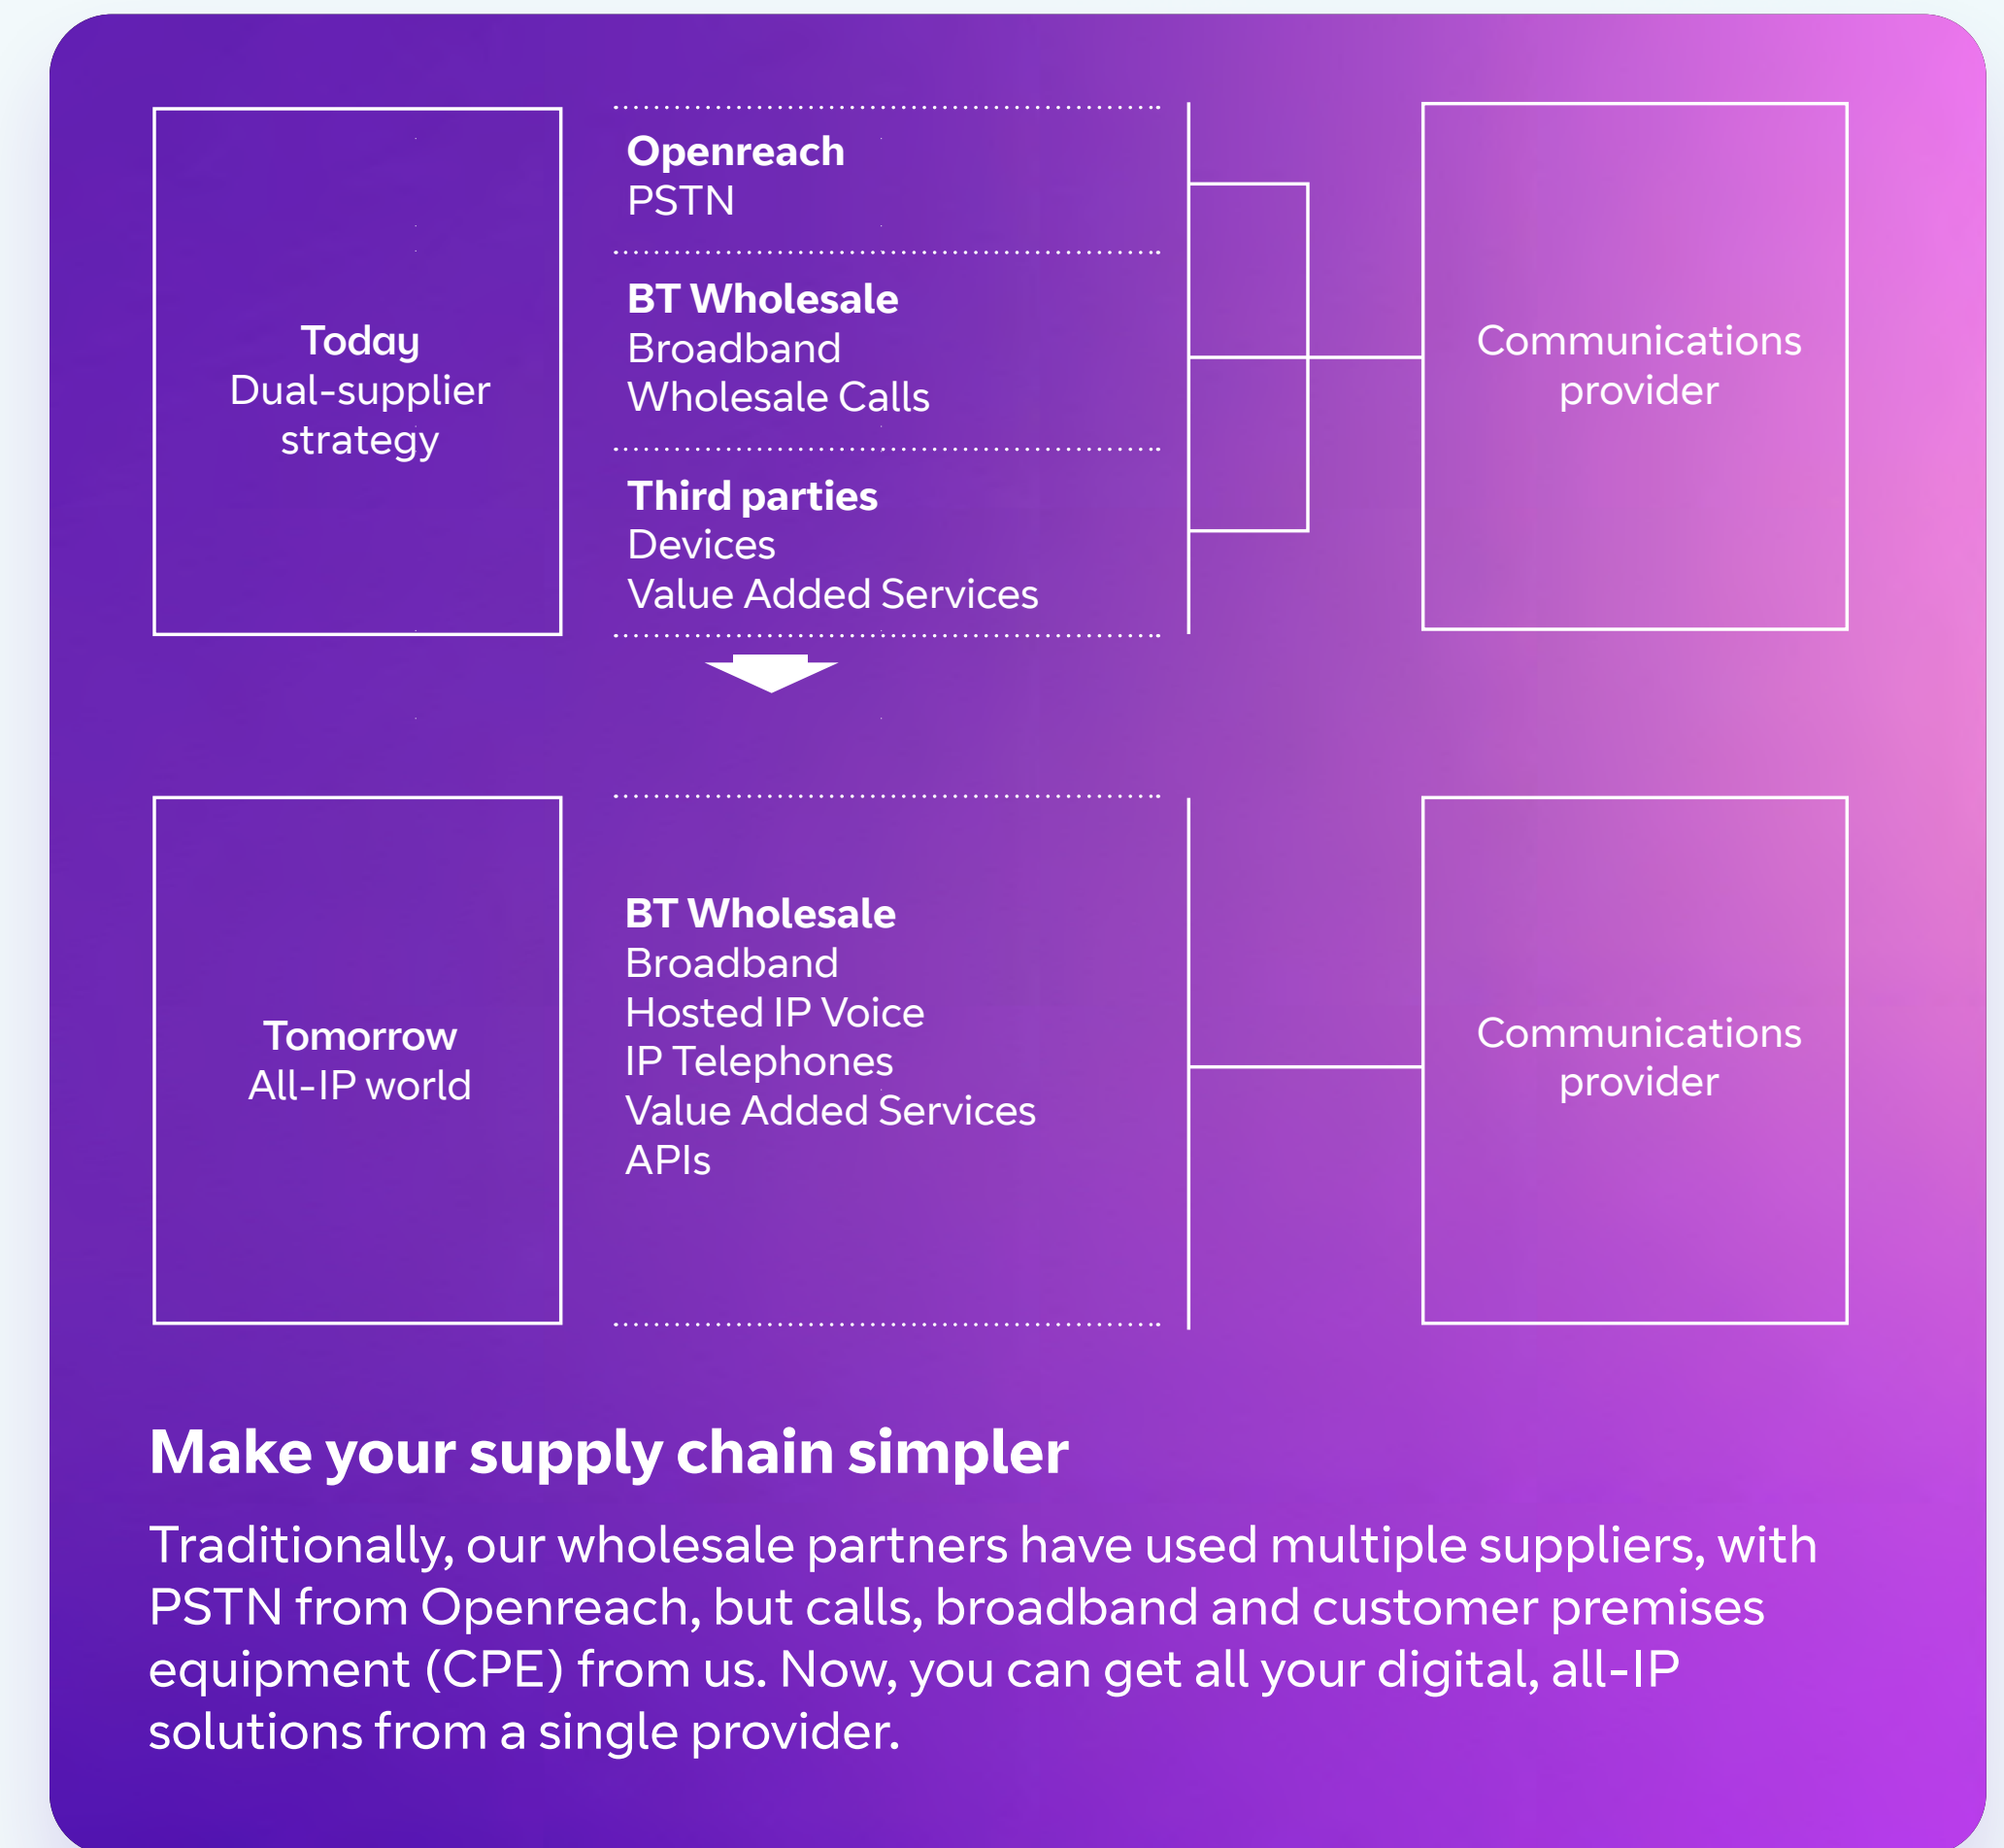 Today
Dual-supplier
strategy
Openreach
PSTN
BT Wholesale
Broadband
Wholesale Calls
Third parties
Devices
Value Added Services
Communications
provider
Tomorrow
All-IP world
BT Wholesale
Broadband
Hosted IP Voice
IP Telephones
Value Added Services
APIs
Communications
provider
Make your supply chain simpler
Traditionally, our wholesale partners have used multiple suppliers, with
PSTN from Openreach, but calls, broadband and customer premises
equipment (CPE) from us. Now, you can get all your digital, all-IP
solutions from a single provider.